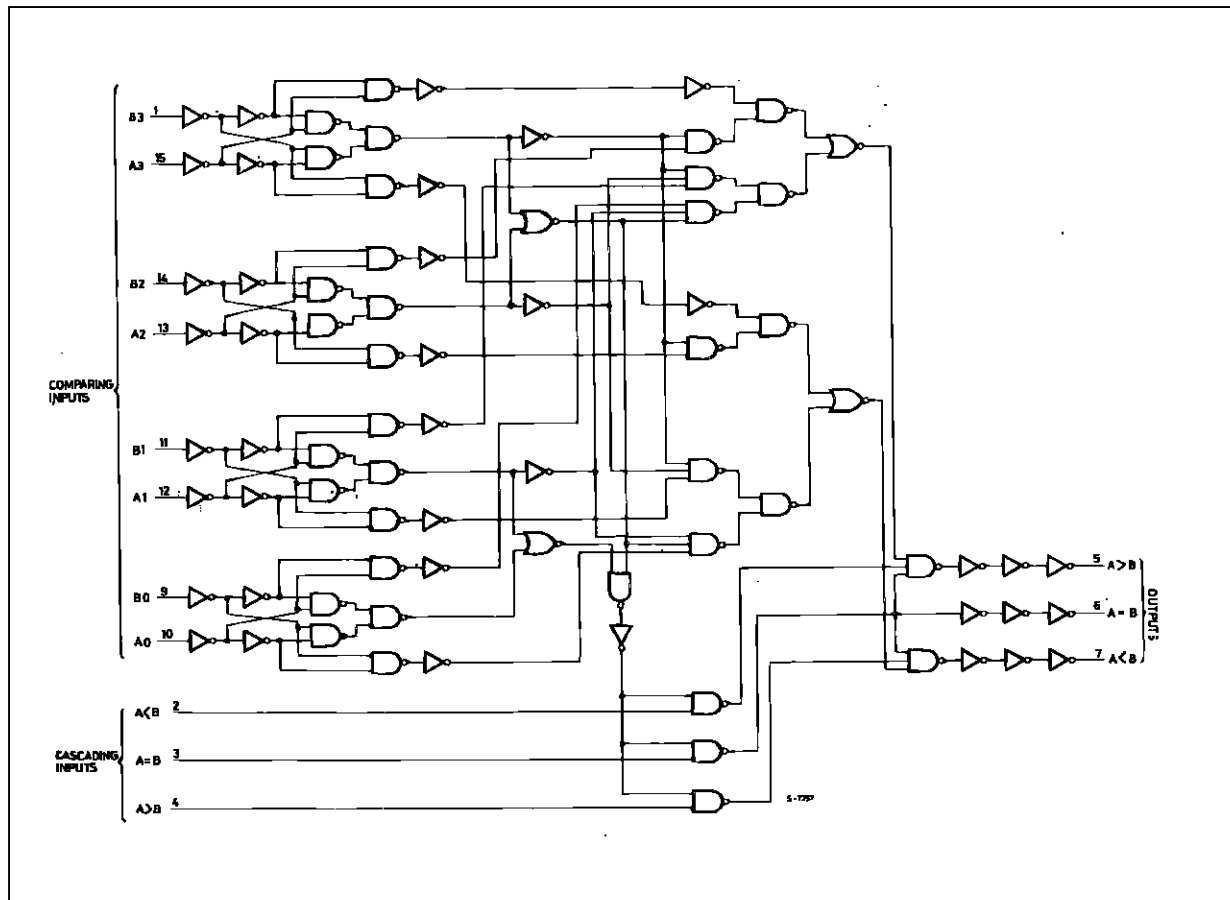 B3 1
A3 15
B2 14
A2 13
COMPARING
INPUTS
B1 11
A1 12
B0 9
A0 10
5 A>B
6 A=B
7 A<B
OUTPUTS
A<B 2
CASCADING
INPUTS
A=B 3
A>B 4